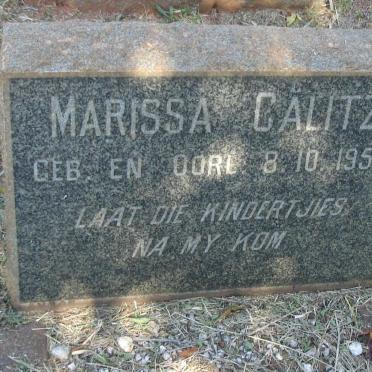 MARISSA CALITZ
GEB. EN OORL 8.10.195
LAAT DIE KINDERTJIES
NA MY KOM